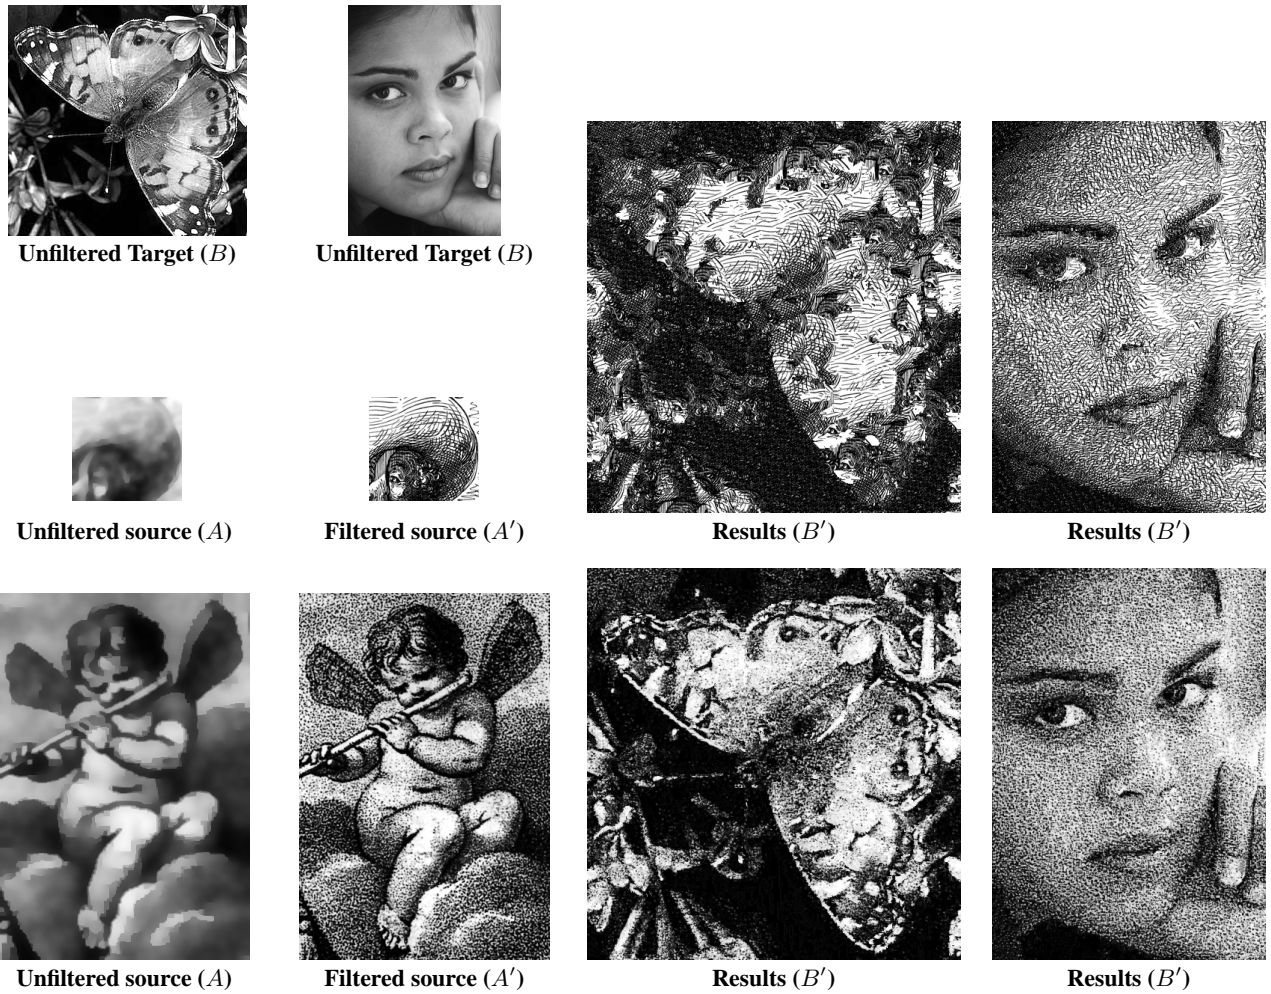 Unfiltered Target (B)
Unfiltered Target (B)
Unfiltered source (A)
Filtered source (A′)
Results (B′)
Results (B′)
Unfiltered source (A)
Filtered source (A′)
Results (B′)
Results (B′)